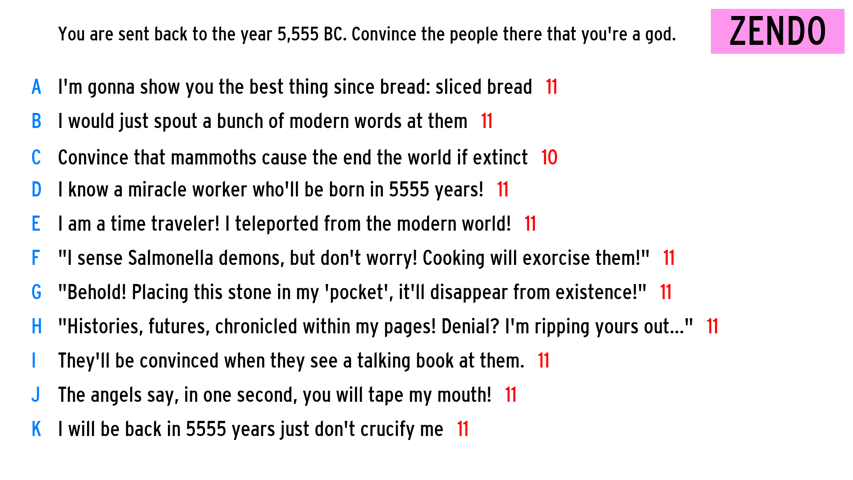 You are sent back to the year 5,555 BC. Convince the people there that you're a god.
ZENDO
A I'm gonna show you the best thing since bread: sliced bread 11
B I would just spout a bunch of modern words at them 11
C Convince that mammoths cause the end the world if extinct 10
D I know a miracle worker who'll be born in 5555 years! 11
E I am a time traveler! I teleported from the modern world! 11
F "I sense Salmonella demons, but don't worry! Cooking will exorcise them!" 11
G "Behold! Placing this stone in my 'pocket', it'll disappear from existence!" 11
H "Histories, futures, chronicled within my pages! Denial? I'm ripping yours out..." 11
I They'll be convinced when they see a talking book at them. 11
J The angels say, in one second, you will tape my mouth! 11
K I will be back in 5555 years just don't crucify me 11